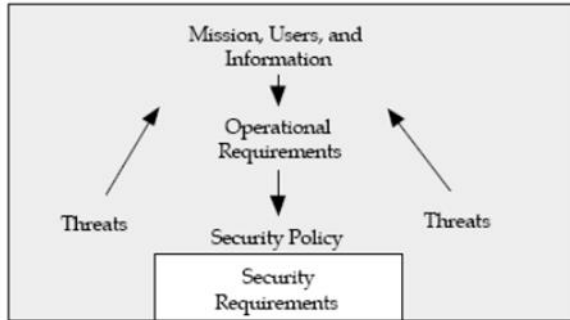 Mission, Users, and
Information
Operational
Requirements
Threats
Threats
Security Policy
Security
Requirements